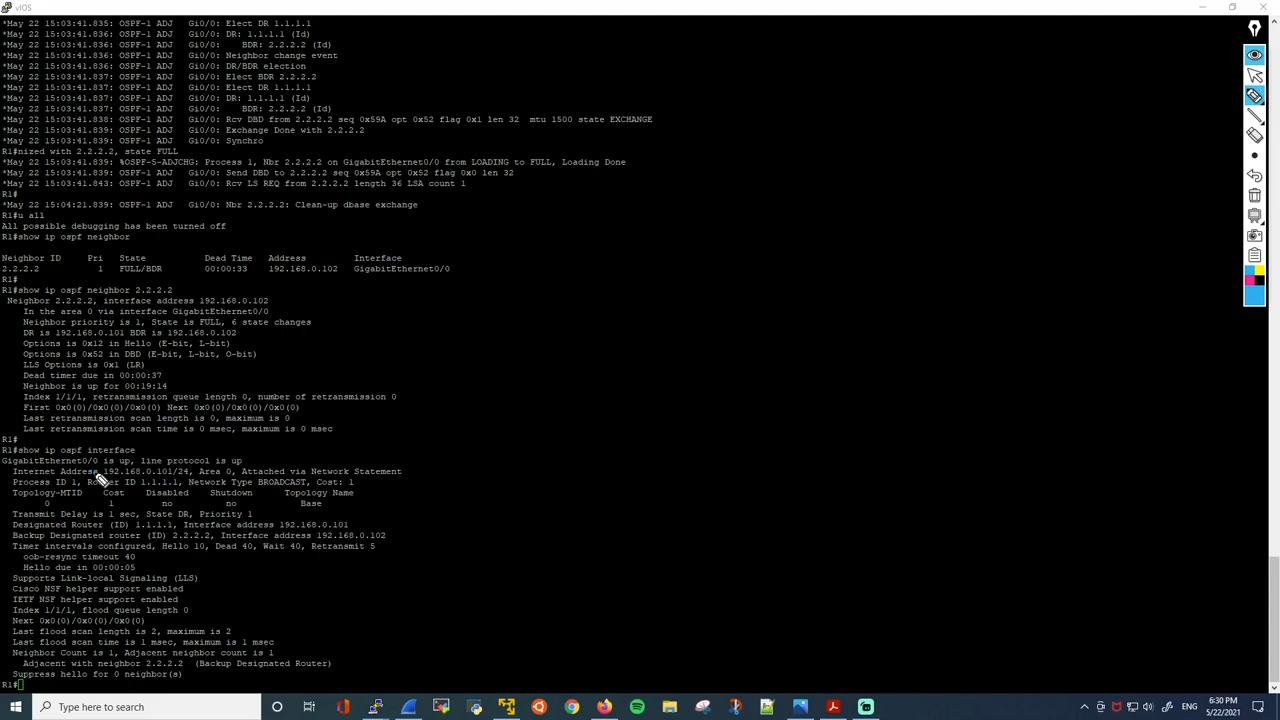 vIOS
*May 22 15:03:41.835: OSPF-1 ADJ   Gi0/0: Elect DR 1.1.1.1
*May 22 15:03:41.836: OSPF-1 ADJ   Gi0/0: DR: 1.1.1.1 (Id)
*May 22 15:03:41.836: OSPF-1 ADJ   Gi0/0:    BDR: 2.2.2.2 (Id)
*May 22 15:03:41.836: OSPF-1 ADJ   Gi0/0: Neighbor change event
*May 22 15:03:41.836: OSPF-1 ADJ   Gi0/0: DR/BDR election
*May 22 15:03:41.837: OSPF-1 ADJ   Gi0/0: Elect BDR 2.2.2.2
*May 22 15:03:41.837: OSPF-1 ADJ   Gi0/0: Elect DR 1.1.1.1
*May 22 15:03:41.837: OSPF-1 ADJ   Gi0/0: DR: 1.1.1.1 (Id)
*May 22 15:03:41.837: OSPF-1 ADJ   Gi0/0:    BDR: 2.2.2.2 (Id)
*May 22 15:03:41.838: OSPF-1 ADJ   Gi0/0: Rcv DBD from 2.2.2.2 seq 0x59A opt 0x52 flag 0x1 len 32  mtu 1500 state EXCHANGE
*May 22 15:03:41.839: OSPF-1 ADJ   Gi0/0: Exchange Done with 2.2.2.2
*May 22 15:03:41.839: OSPF-1 ADJ   Gi0/0: Synchro
R1#nized with 2.2.2.2, state FULL
*May 22 15:03:41.839: %OSPF-5-ADJCHG: Process 1, Nbr 2.2.2.2 on GigabitEthernet0/0 from LOADING to FULL, Loading Done
*May 22 15:03:41.839: OSPF-1 ADJ   Gi0/0: Send DBD to 2.2.2.2 seq 0x59A opt 0x52 flag 0x0 len 32
*May 22 15:03:41.843: OSPF-1 ADJ   Gi0/0: Rcv LS REQ from 2.2.2.2 length 36 LSA count 1
R1#
*May 22 15:04:21.839: OSPF-1 ADJ   Gi0/0: Nbr 2.2.2.2: Clean-up dbase exchange
R1#u all
All possible debugging has been turned off
R1#show ip ospf neighbor
Neighbor ID     Pri   State           Dead Time   Address         Interface
2.2.2.2           1   FULL/BDR        00:00:33    192.168.0.102   GigabitEthernet0/0
R1#
R1#show ip ospf neighbor 2.2.2.2
Neighbor 2.2.2.2, interface address 192.168.0.102
In the area 0 via interface GigabitEthernet0/0
Neighbor priority is 1, State is FULL, 6 state changes
DR is 192.168.0.101 BDR is 192.168.0.102
Options is 0x12 in Hello (E-bit, L-bit)
Options is 0x52 in DBD (E-bit, L-bit, O-bit)
LLS Options is 0x1 (LR)
Dead timer due in 00:00:37
Neighbor is up for 00:19:14
Index 1/1/1, retransmission queue length 0, number of retransmission 0
First 0x0(0)/0x0(0)/0x0(0) Next 0x0(0)/0x0(0)/0x0(0)
Last retransmission scan length is 0, maximum is 0
Last retransmission scan time is 0 msec, maximum is 0 msec
R1#
R1#show ip ospf interface
GigabitEthernet0/0 is up, line protocol is up
Internet Address 192.168.0.101/24, Area 0, Attached via Network Statement
Process ID 1, Router ID 1.1.1.1, Network Type BROADCAST, Cost: 1
Topology-MTID    Cost    Disabled    Shutdown      Topology Name
0           1         no          no            Base
Transmit Delay is 1 sec, State DR, Priority 1
Designated Router (ID) 1.1.1.1, Interface address 192.168.0.101
Backup Designated router (ID) 2.2.2.2, Interface address 192.168.0.102
Timer intervals configured, Hello 10, Dead 40, Wait 40, Retransmit 5
oob-resync timeout 40
Hello due in 00:00:05
Supports Link-local Signaling (LLS)
Cisco NSF helper support enabled
IETF NSF helper support enabled
Index 1/1/1, flood queue length 0
Next 0x0(0)/0x0(0)/0x0(0)
Last flood scan length is 2, maximum is 2
Last flood scan time is 1 msec, maximum is 1 msec
Neighbor Count is 1, Adjacent neighbor count is 1
Adjacent with neighbor 2.2.2.2  (Backup Designated Router)
Suppress hello for 0 neighbor(s)
R1#
Type here to search
ENG
6:30 PM
5/22/2021